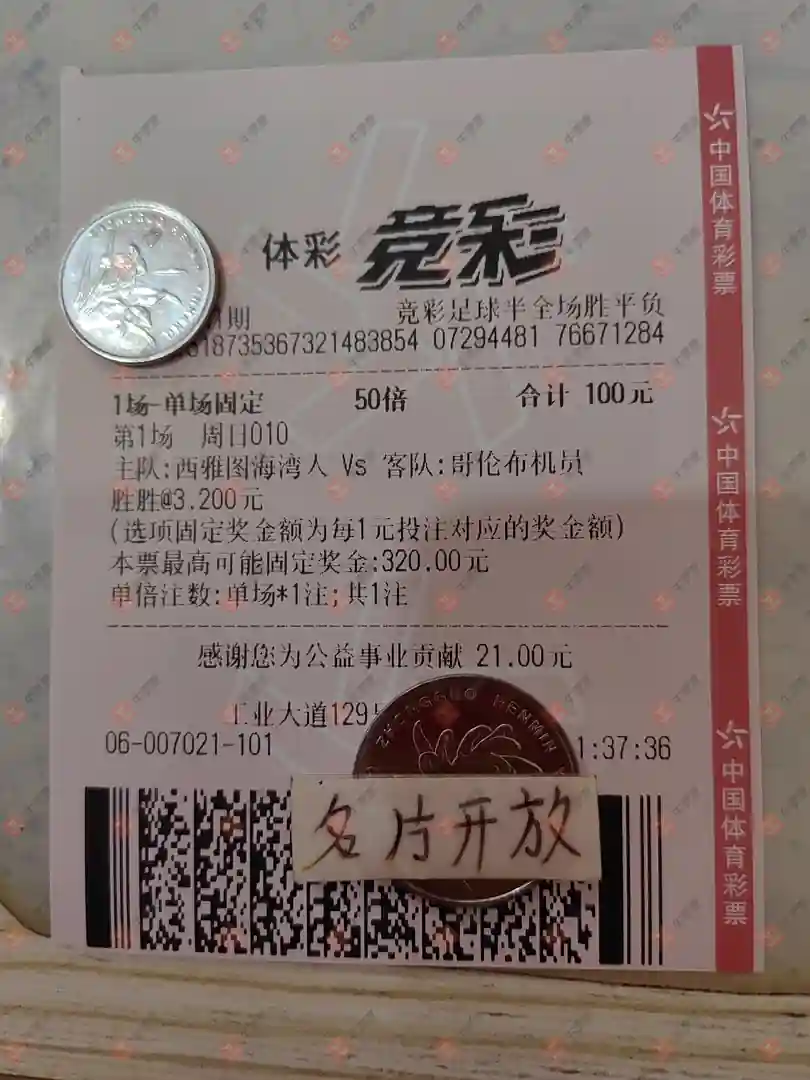 体彩 竞彩
期 竞彩足球半全场胜平负
18735367321483854 07294481 76671284
1场-单场固定 50倍 合计 100元
第1场 周日010
主队:西雅图海湾人 Vs 客队:哥伦布机员
胜胜@3.200元
(选项固定奖金额为每1元投注对应的奖金额)
本票最高可能固定奖金:320.00元
单倍注数:单场*1注;共1注
感谢您为公益事业贡献 21.00元
工业大道129
06-007021-101 1:37:36
ZHONGGUO RENMIN
名片开放
中国体育彩票
中国体育彩票
中国体育彩票